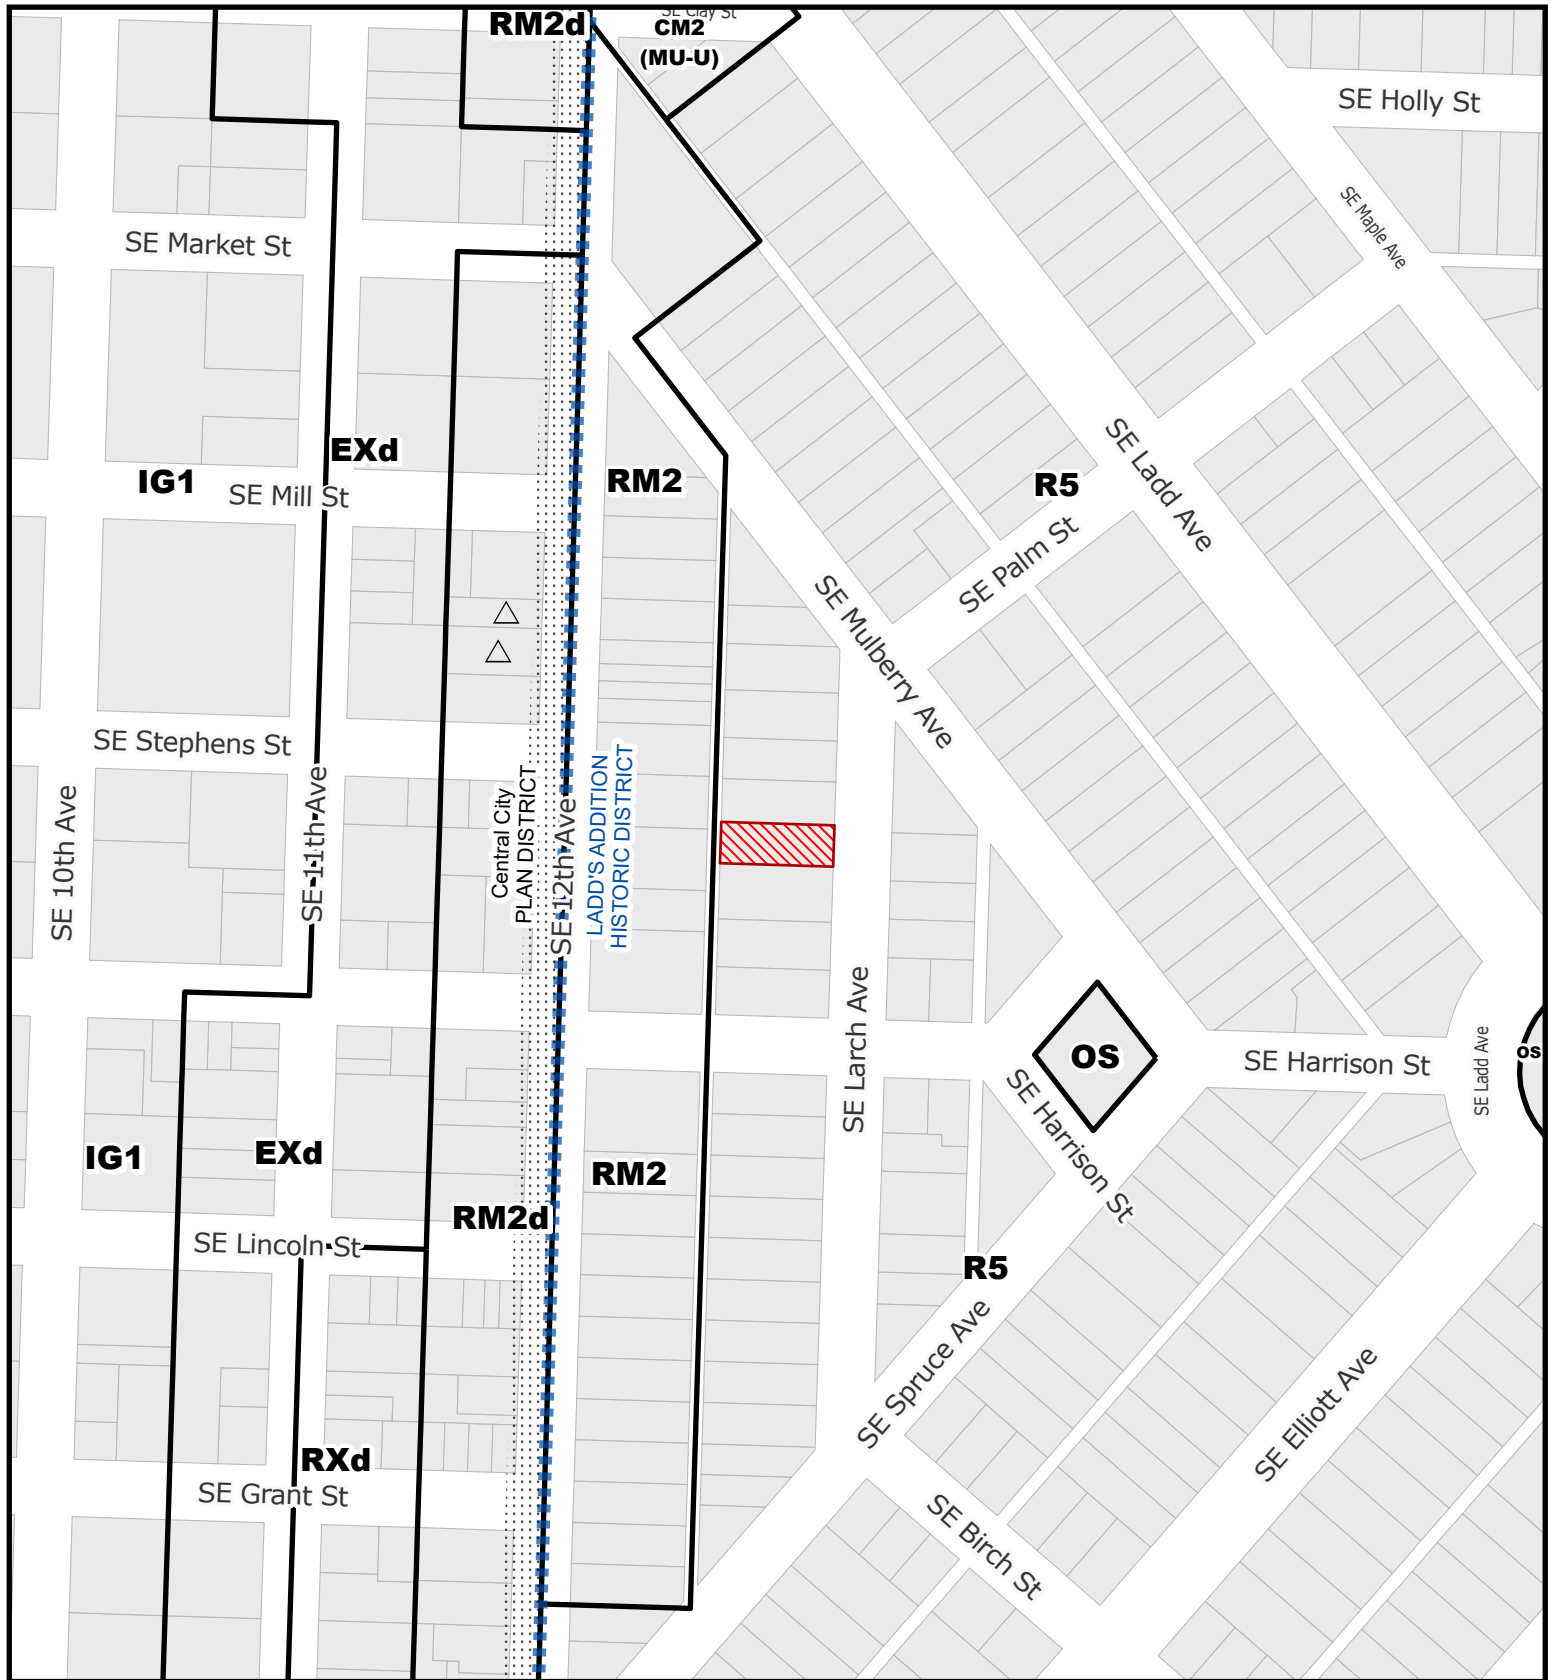 RM2d
SE Clay St
CM2
(MU-U)
SE Holly St
SE Maple Ave
SE Market St
EXd
IG1
SE Mill St
RM2
R5
SE Ladd Ave
SE Palm St
SE Mulberry Ave
SE Stephens St
SE 10th Ave
SE 11th Ave
Central City
PLAN DISTRICT
SE 12th Ave
LADD'S ADDITION
HISTORIC DISTRICT
SE Larch Ave
OS
SE Harrison St
SE Ladd Ave
OS
SE Harrison St
IG1
EXd
RM2
RM2d
SE Lincoln St
R5
SE Spruce Ave
SE Elliott Ave
RXd
SE Grant St
SE Birch St